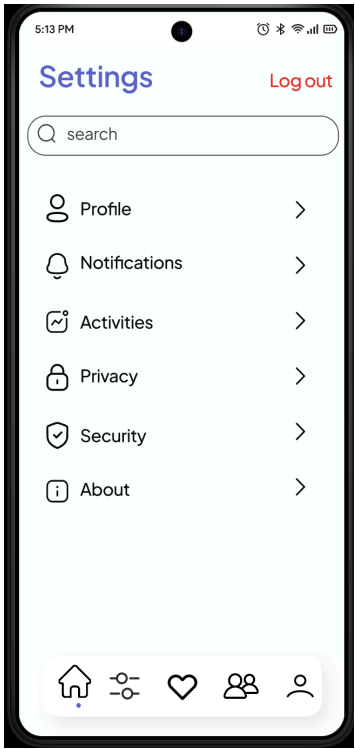 5:13 PM
Settings
Log out
search
Profile
Notifications
Activities
Privacy
Security
About